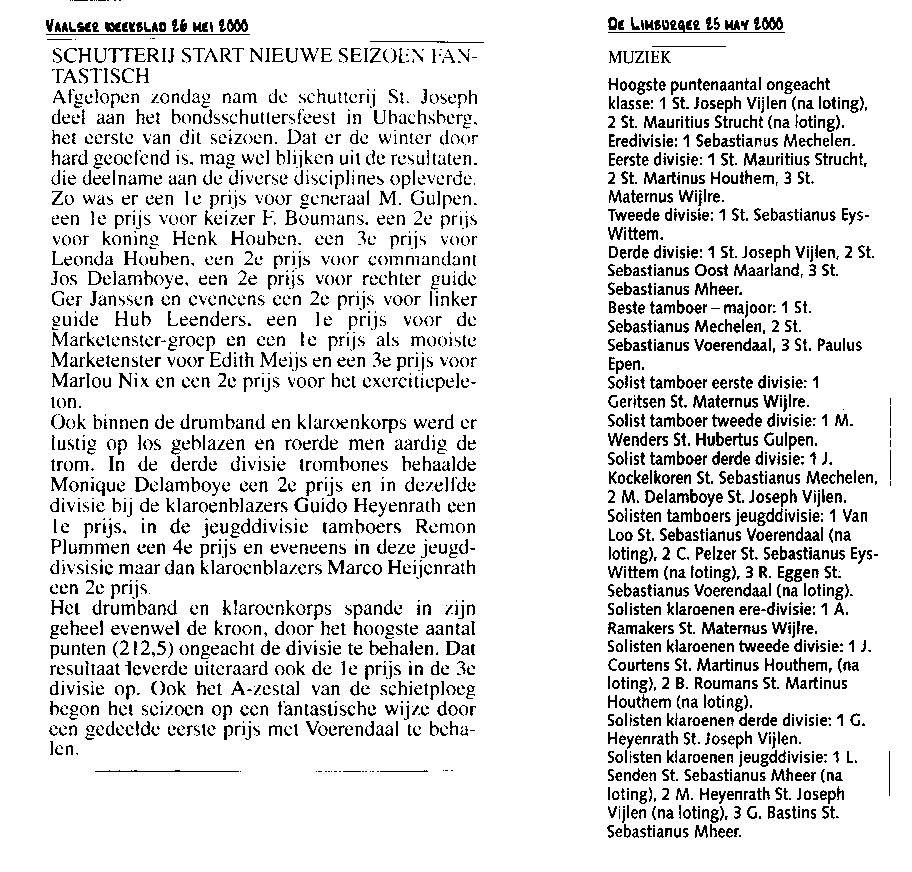 VAALSER WEEKBLAD 26 MEI 2000
SCHUTTERIJ START NIEUWE SEIZOEN FAN-
TASTISCH
Afgelopen zondag nam de schutterij St. Joseph
deel aan het bondsschuttersfeest in Ubachsberg,
het eerste van dit seizoen. Dat er de winter door
hard geoefend is, mag wel blijken uit de resultaten,
die deelname aan de diverse disciplines opleverde.
Zo was er een 1e prijs voor generaal M. Gulpen,
een 1e prijs voor keizer F. Boumans, een 2e prijs
voor koning Henk Houben, een 3e prijs voor
Leonda Houben, een 2e prijs voor commandant
Jos Delamboye, een 2e prijs voor rechter guide
Ger Janssen en eveneens een 2e prijs voor linker
guide Hub Leenders, een 1e prijs voor de
Marketenster-groep en een 1e prijs als mooiste
Marketenster voor Edith Meijs en een 3e prijs voor
Marlou Nix en een 2e prijs voor het exercitiepele-
ton.
Ook binnen de drumband en klaroenkorps werd er
lustig op los geblazen en roerde men aardig de
trom. In de derde divisie trombones behaalde
Monique Delamboye een 2e prijs en in dezelfde
divisie bij de klaroenblazers Guido Heyenrath een
1e prijs, in de jeugddivisie tamboers Remon
Plummen een 4e prijs en eveneens in deze jeugd-
divsisie maar dan klaroenblazers Marco Heijenrath
een 2e prijs.
Het drumband en klaroenkorps spande in zijn
geheel evenwel de kroon, door het hoogste aantal
punten (212,5) ongeacht de divisie te behalen. Dat
resultaat leverde uiteraard ook de 1e prijs in de 3e
divisie op. Ook het A-zestal van de schietploeg
begon het seizoen op een fantastische wijze door
een gedeelde eerste prijs met Voerendaal te beha-
len.
DE LIMBURGER 25 MAY 2000
MUZIEK
Hoogste puntenaantal ongeacht
klasse: 1 St. Joseph Vijlen (na loting),
2 St. Mauritius Strucht (na loting).
Eredivisie: 1 Sebastianus Mechelen.
Eerste divisie: 1 St. Mauritius Strucht,
2 St. Martinus Houthem, 3 St.
Maternus Wijlre.
Tweede divisie: 1 St. Sebastianus Eys-
Wittem.
Derde divisie: 1 St. Joseph Vijlen, 2 St.
Sebastianus Oost Maarland, 3 St.
Sebastianus Mheer.
Beste tamboer – majoor: 1 St.
Sebastianus Mechelen, 2 St.
Sebastianus Voerendaal, 3 St. Paulus
Epen.
Solist tamboer eerste divisie: 1
Geritsen St. Maternus Wijlre.
Solist tamboer tweede divisie: 1 M.
Wenders St. Hubertus Gulpen.
Solist tamboer derde divisie: 1 J.
Kockelkoren St. Sebastianus Mechelen,
2 M. Delamboye St. Joseph Vijlen.
Solisten tamboers jeugddivisie: 1 Van
Loo St. Sebastianus Voerendaal (na
loting), 2 C. Pelzer St. Sebastianus Eys-
Wittem (na loting), 3 R. Eggen St.
Sebastianus Voerendaal (na loting).
Solisten klaroenen ere-divisie: 1 A.
Ramakers St. Maternus Wijlre.
Solisten klaroenen tweede divisie: 1 J.
Courtens St. Martinus Houthem, (na
loting), 2 B. Roumans St. Martinus
Houthem (na loting).
Solisten klaroenen derde divisie: 1 G.
Heyenrath St. Joseph Vijlen.
Solisten klaroenen jeugddivisie: 1 L.
Senden St. Sebastianus Mheer (na
loting), 2 M. Heyenrath St. Joseph
Vijlen (na loting), 3 G. Bastins St.
Sebastianus Mheer.